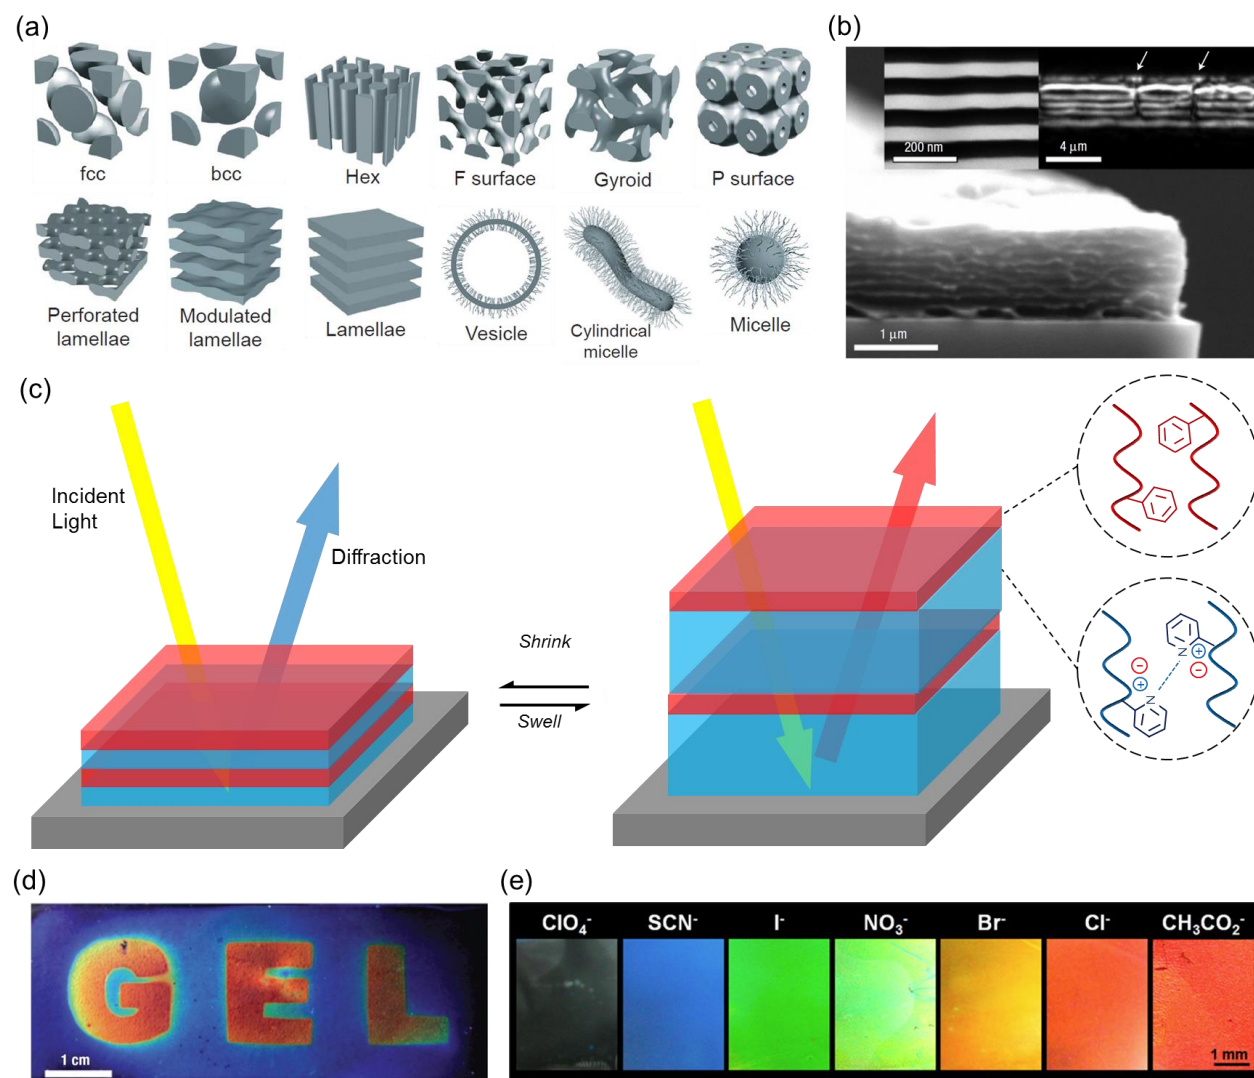 (a)
fcc
bcc
Hex
F surface
Gyroid
P surface
Perforated
lamellae
Modulated
lamellae
Lamellae
Vesicle
Cylindrical
micelle
Micelle
(b)
200 nm
4 μm
1 μm
(c)
Incident
Light
Diffraction
Shrink
Swell
N
N
(d)
GEL
1 cm
(e)
ClO₄⁻
SCN⁻
I⁻
NO₃⁻
Br⁻
Cl⁻
CH₃CO₂⁻
1 mm